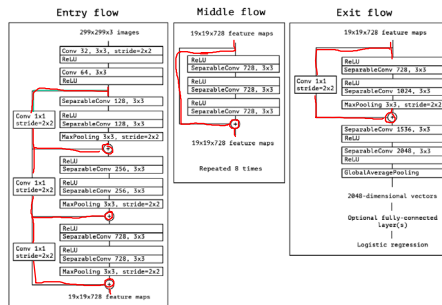 Entry flow
299x299x3 images
Conv 32, 3x3, stride=2x2
ReLU
Conv 64, 3x3
ReLU
SeparableConv 128, 3x3
Conv 1x1
stride=2x2
ReLU
SeparableConv 128, 3x3
MaxPooling 3x3, stride=2x2
+
ReLU
SeparableConv 256, 3x3
Conv 1x1
stride=2x2
ReLU
SeparableConv 256, 3x3
MaxPooling 3x3, stride=2x2
+
ReLU
SeparableConv 728, 3x3
Conv 1x1
stride=2x2
ReLU
SeparableConv 728, 3x3
MaxPooling 3x3, stride=2x2
+
19x19x728 feature maps
Middle flow
19x19x728 feature maps
ReLU
SeparableConv 728, 3x3
ReLU
SeparableConv 728, 3x3
ReLU
SeparableConv 728, 3x3
+
19x19x728 feature maps
Repeated 8 times
Exit flow
19x19x728 feature maps
ReLU
SeparableConv 728, 3x3
Conv 1x1
stride=2x2
ReLU
SeparableConv 1024, 3x3
MaxPooling 3x3, stride=2x2
+
SeparableConv 1536, 3x3
ReLU
SeparableConv 2048, 3x3
ReLU
GlobalAveragePooling
2048-dimensional vectors
Optional fully-connected
layer(s)
Logistic regression